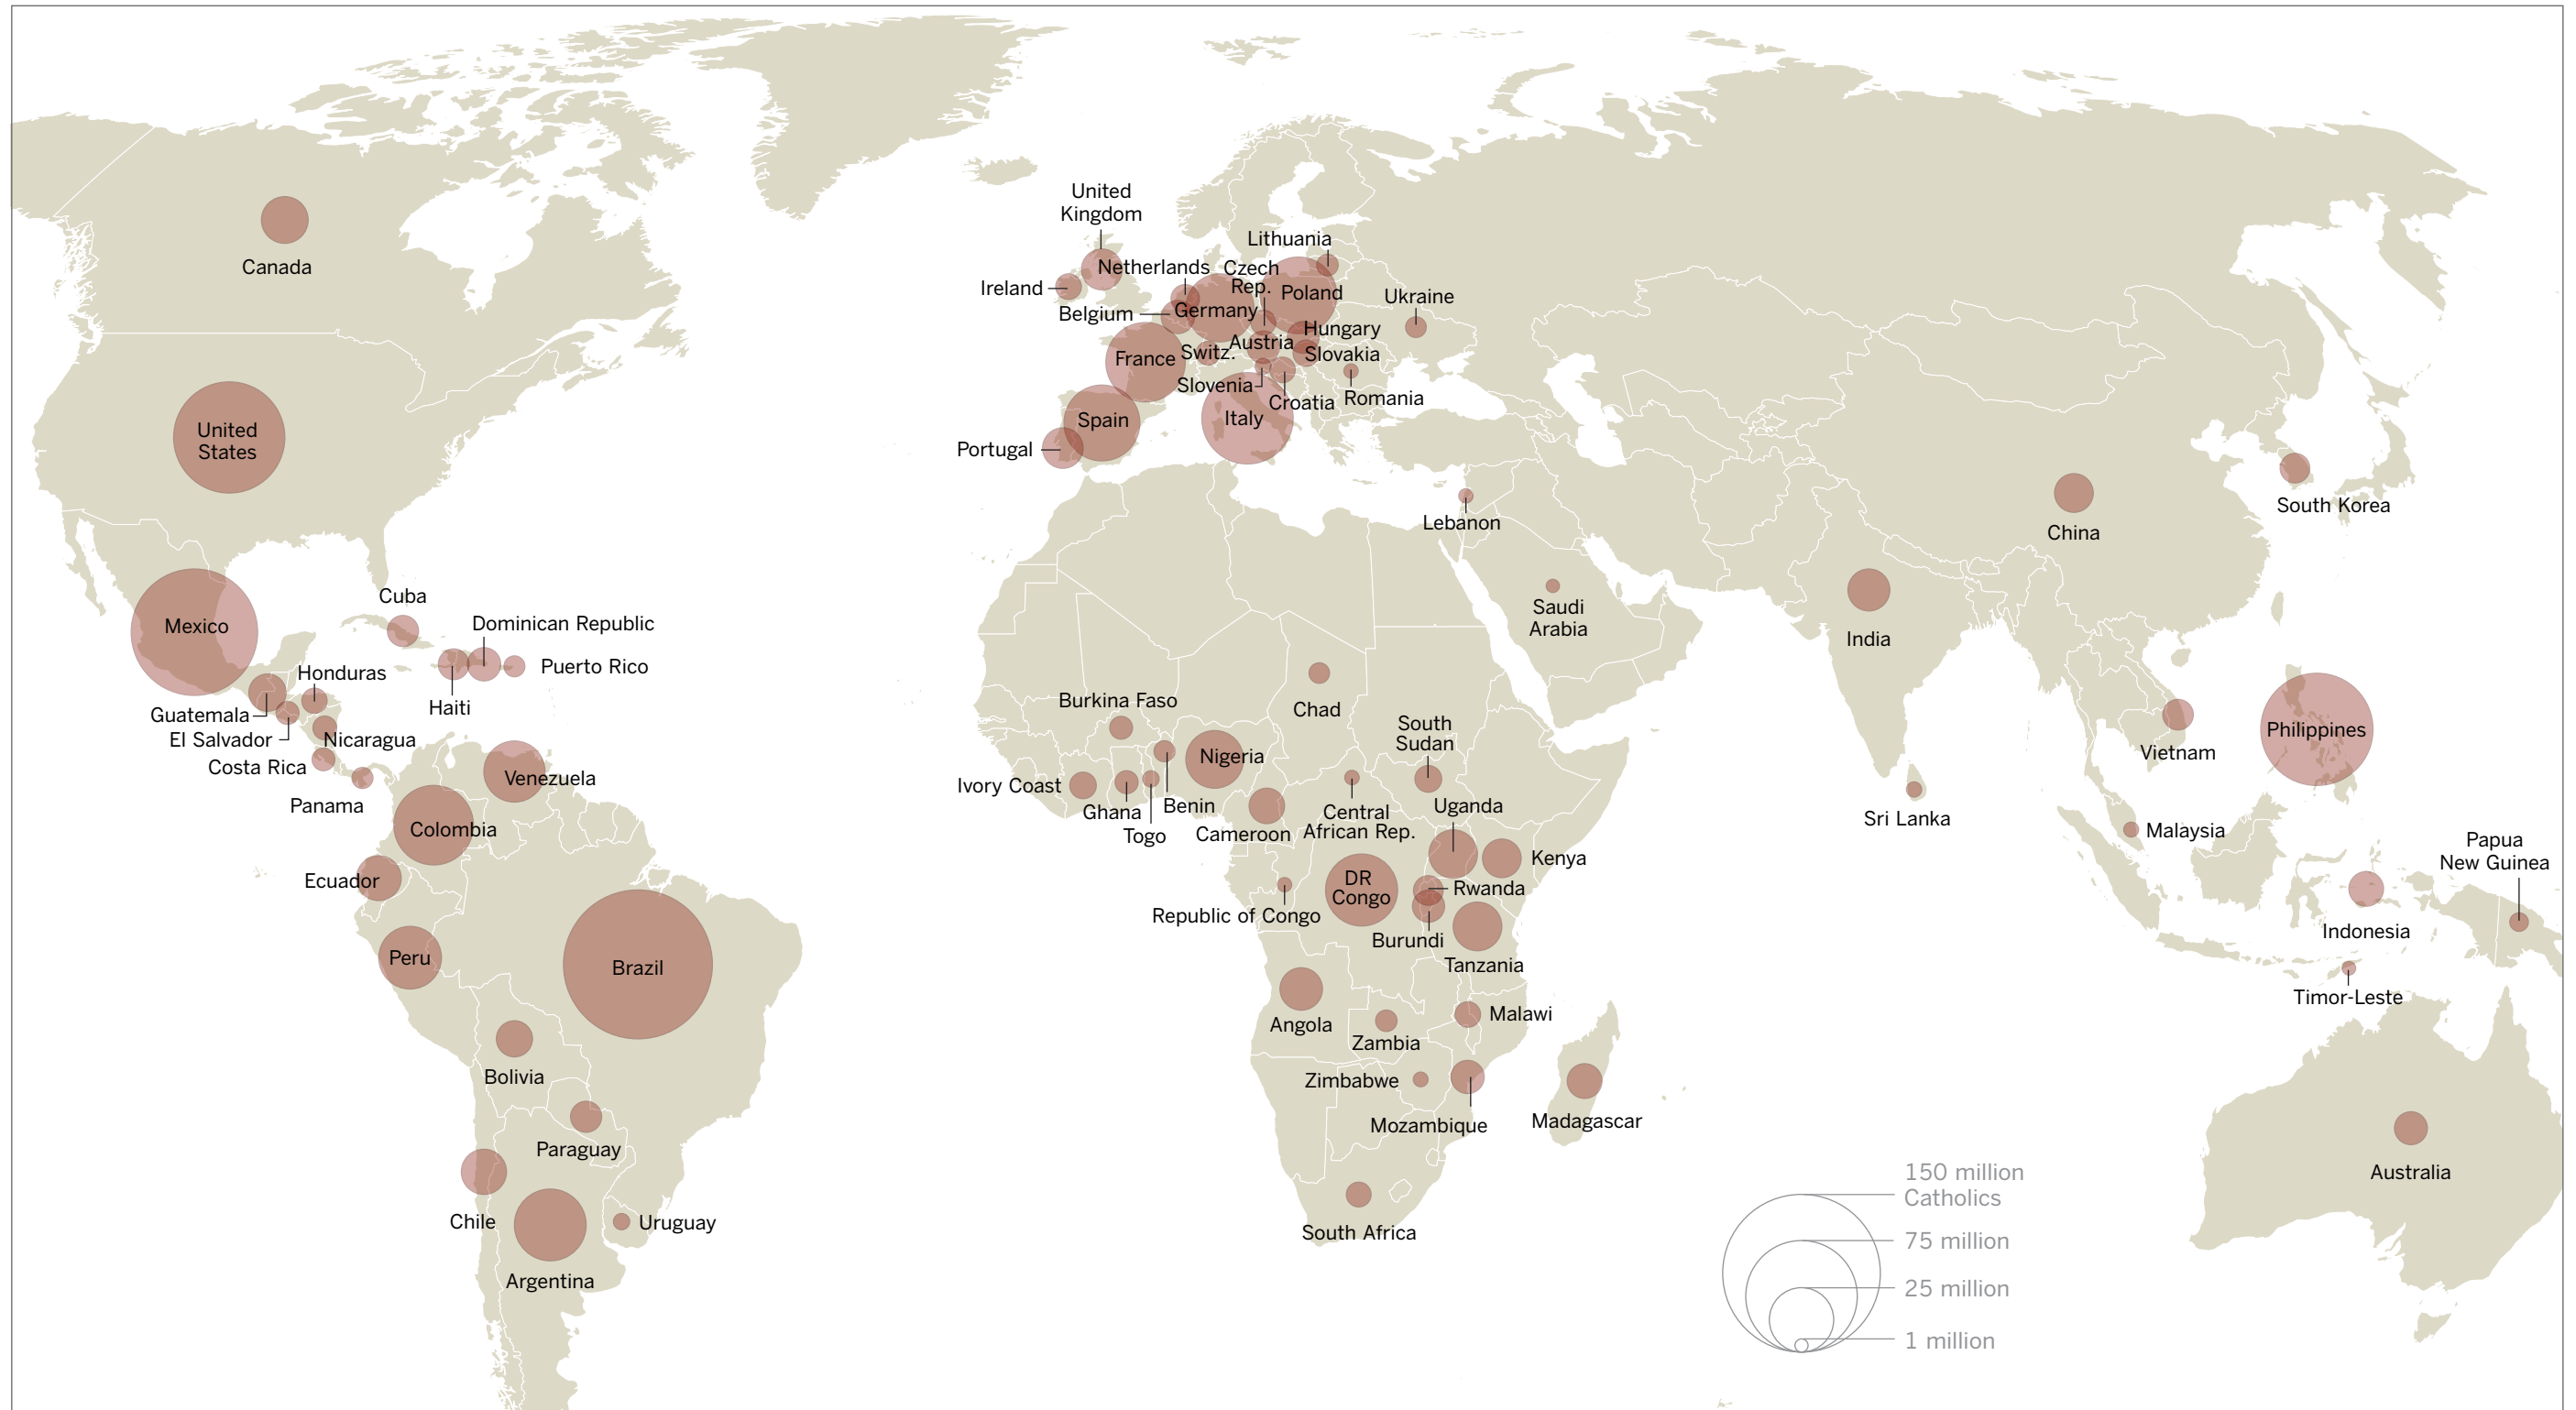 Canada
United
States
Mexico
Cuba
Dominican Republic
Puerto Rico
Haiti
Honduras
Guatemala
El Salvador
Nicaragua
Costa Rica
Panama
Venezuela
Colombia
Ecuador
Peru
Brazil
Bolivia
Paraguay
Chile
Uruguay
Argentina
United
Kingdom
Ireland
Netherlands
Belgium
Lithuania
Czech
Rep.
Poland
Germany
Ukraine
Hungary
Austria
Switz.
Slovakia
France
Slovenia
Croatia
Romania
Spain
Italy
Portugal
Lebanon
Saudi
Arabia
Chad
Burkina Faso
South
Sudan
Nigeria
Ivory Coast
Ghana
Togo
Benin
Cameroon
Central
African Rep.
Uganda
Kenya
DR
Congo
Rwanda
Republic of Congo
Burundi
Tanzania
Angola
Zambia
Malawi
Zimbabwe
Mozambique
Madagascar
South Africa
China
South Korea
India
Sri Lanka
Vietnam
Philippines
Malaysia
Indonesia
Papua
New Guinea
Timor-Leste
Australia
150 million
Catholics
75 million
25 million
1 million